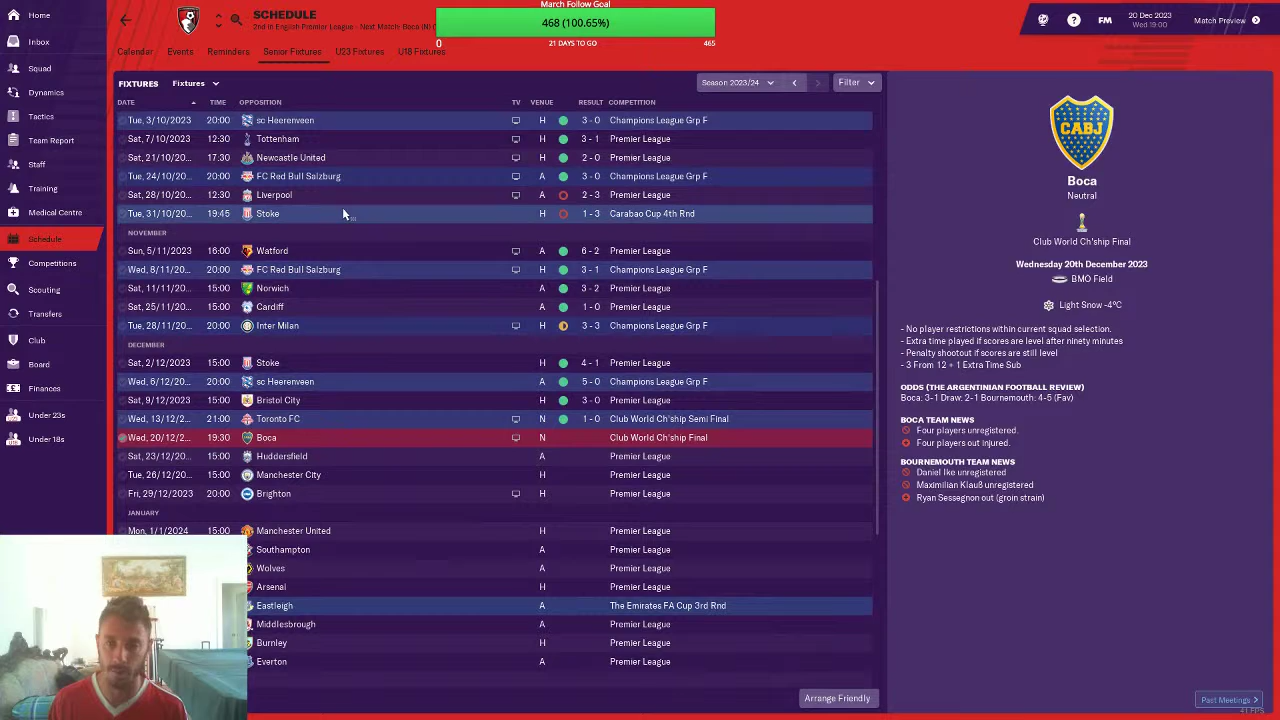 Home
Inbox
Squad
Dynamics
Tactics
Team Report
Staff
Training
Medical Centre
Schedule
Competitions
Scouting
Transfers
Club
Board
Finances
Under 23s
Under 18s
SCHEDULE
2nd in English Premier League - Next Match: Boca (N)
March Follow Goal
468 (100.65%)
0 21 DAYS TO GO 465
FM 20 Dec 2023
Wed 19:00
Match Preview
Calendar Events Reminders Senior Fixtures U23 Fixtures U18 Fixtures
FIXTURES Fixtures Season 2023/24 Filter
DATE TIME OPPOSITION TV VENUE RESULT COMPETITION
Tue, 3/10/2023 20:00 sc Heerenveen H 3 - 0 Champions League Grp F
Sat, 7/10/2023 12:30 Tottenham H 3 - 1 Premier League
Sat, 21/10/20... 17:30 Newcastle United H 2 - 0 Premier League
Tue, 24/10/20... 20:00 FC Red Bull Salzburg A 3 - 0 Champions League Grp F
Sat, 28/10/20... 12:30 Liverpool A 2 - 3 Premier League
Tue, 31/10/20... 19:45 Stoke H 1 - 3 Carabao Cup 4th Rnd
NOVEMBER
Sun, 5/11/2023 16:00 Watford A 6 - 2 Premier League
Wed, 8/11/20... 20:00 FC Red Bull Salzburg H 3 - 1 Champions League Grp F
Sat, 11/11/20... 15:00 Norwich H 3 - 2 Premier League
Sat, 25/11/20... 15:00 Cardiff A 1 - 0 Premier League
Tue, 28/11/20... 20:00 Inter Milan H 3 - 3 Champions League Grp F
DECEMBER
Sat, 2/12/2023 15:00 Stoke H 4 - 1 Premier League
Wed, 6/12/20... 20:00 sc Heerenveen A 5 - 0 Champions League Grp F
Sat, 9/12/2023 15:00 Bristol City H 3 - 0 Premier League
Wed, 13/12/2... 21:00 Toronto FC N 1 - 0 Club World Ch'ship Semi Final
Wed, 20/12/2... 19:30 Boca N Club World Ch'ship Final
Sat, 23/12/20... 15:00 Huddersfield A Premier League
Tue, 26/12/20... 15:00 Manchester City H Premier League
Fri, 29/12/2023 20:00 Brighton H Premier League
JANUARY
Mon, 1/1/2024 15:00 Manchester United H Premier League
Southampton A Premier League
Wolves A Premier League
Arsenal H Premier League
Eastleigh A The Emirates FA Cup 3rd Rnd
Middlesbrough A Premier League
Burnley H Premier League
Everton A Premier League
Arrange Friendly
CABJ
Boca
Neutral
Club World Ch'ship Final
Wednesday 20th December 2023
BMO Field
Light Snow -4°C
- No player restrictions within current squad selection.
- Extra time played if scores are level after ninety minutes
- Penalty shootout if scores are still level
- 3 From 12 + 1 Extra Time Sub
ODDS (THE ARGENTINIAN FOOTBALL REVIEW)
Boca: 3-1 Draw: 2-1 Bournemouth: 4-5 (Fav)
BOCA TEAM NEWS
Four players unregistered.
Four players out injured.
BOURNEMOUTH TEAM NEWS
Daniel Ike unregistered
Maximilian Klauß unregistered
Ryan Sessegnon out (groin strain)
Past Meetings